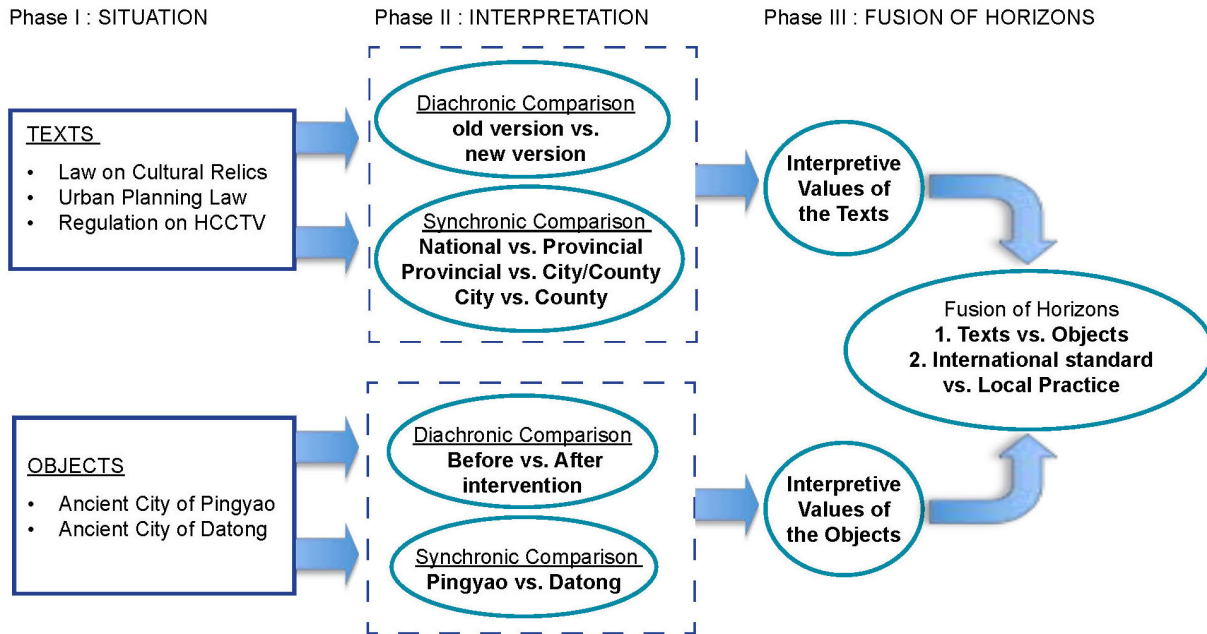 Phase I : SITUATION
Phase II : INTERPRETATION
Phase III : FUSION OF HORIZONS
TEXTS
• Law on Cultural Relics
• Urban Planning Law
• Regulation on HCCTV
Diachronic Comparison
old version vs.
new version
Synchronic Comparison
National vs. Provincial
Provincial vs. City/County
City vs. County
Interpretive
Values of
the Texts
Fusion of Horizons
1. Texts vs. Objects
2. International standard
vs. Local Practice
OBJECTS
• Ancient City of Pingyao
• Ancient City of Datong
Diachronic Comparison
Before vs. After
intervention
Synchronic Comparison
Pingyao vs. Datong
Interpretive
Values of
the Objects